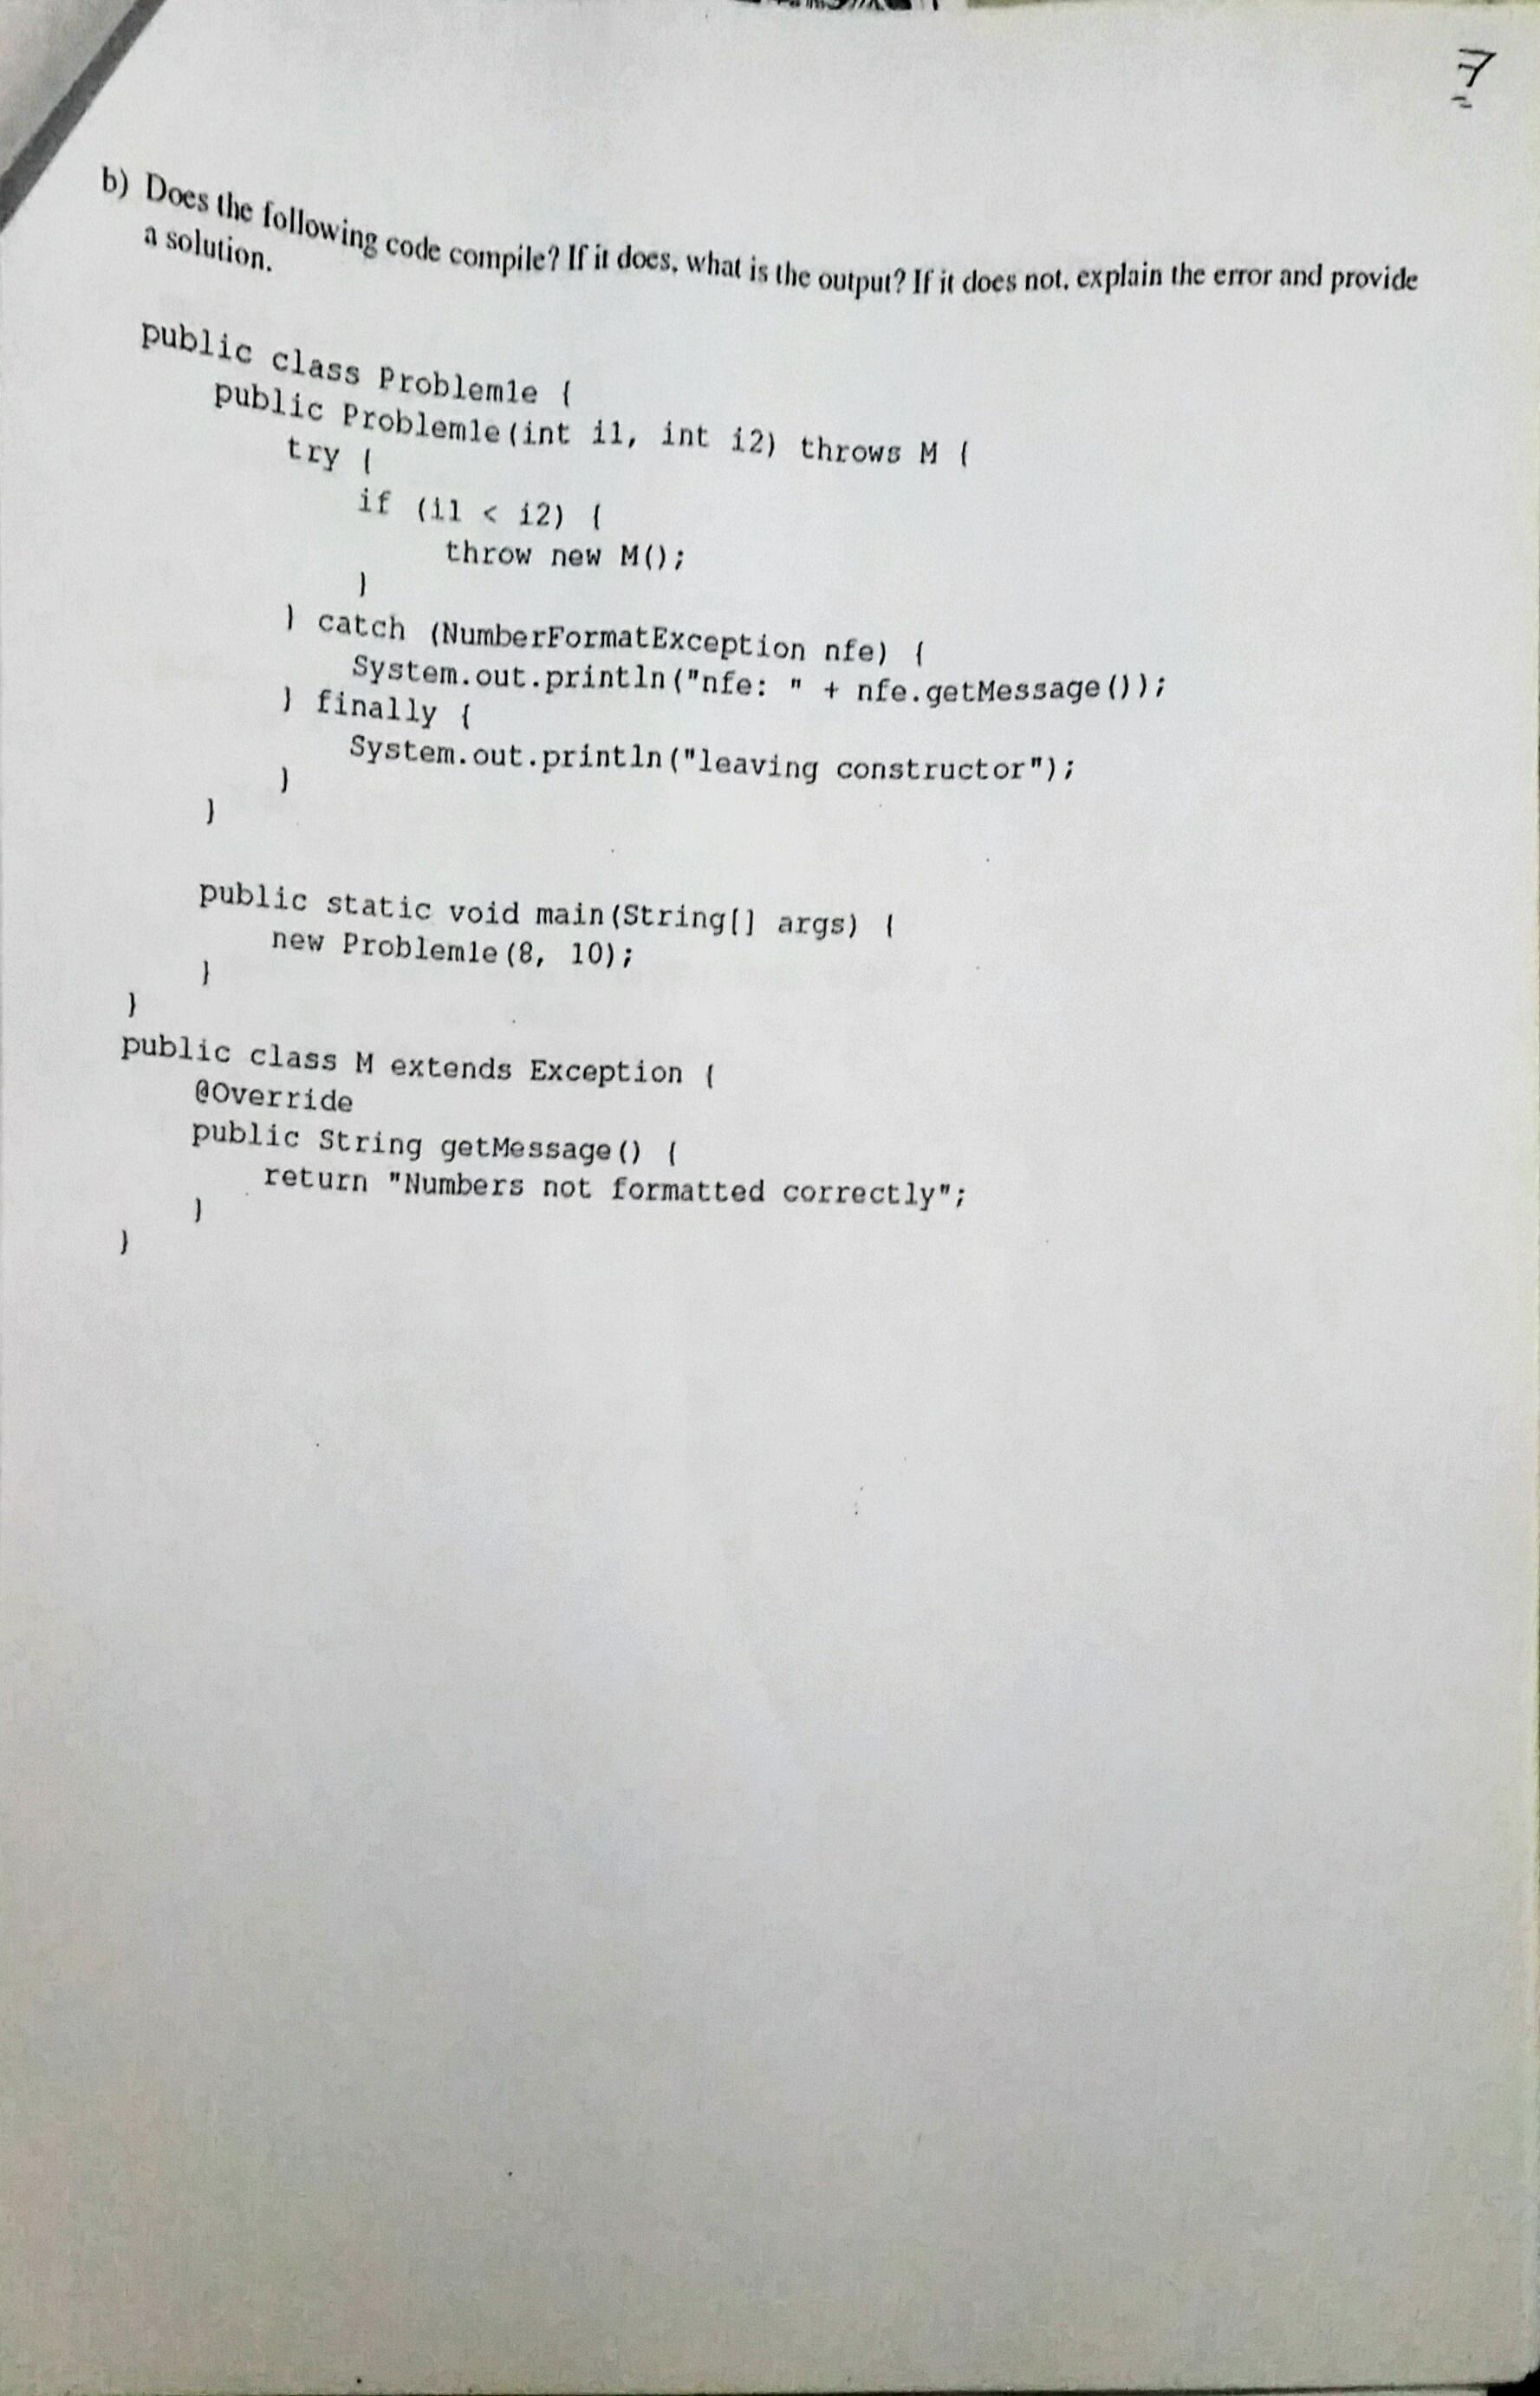 7
b) Does the following code compile? If it does, what is the output? If it does not, explain the error and provide
a solution.
public class Problem1e {
public Problem1e(int i1, int i2) throws M {
try {
if (i1 < i2) {
throw new M();
}
} catch (NumberFormatException nfe) {
System.out.println("nfe: " + nfe.getMessage());
} finally {
System.out.println("leaving constructor");
}
}
public static void main(String[] args) {
new Problem1e(8, 10);
}
}
public class M extends Exception {
@Override
public String getMessage() {
return "Numbers not formatted correctly";
}
}